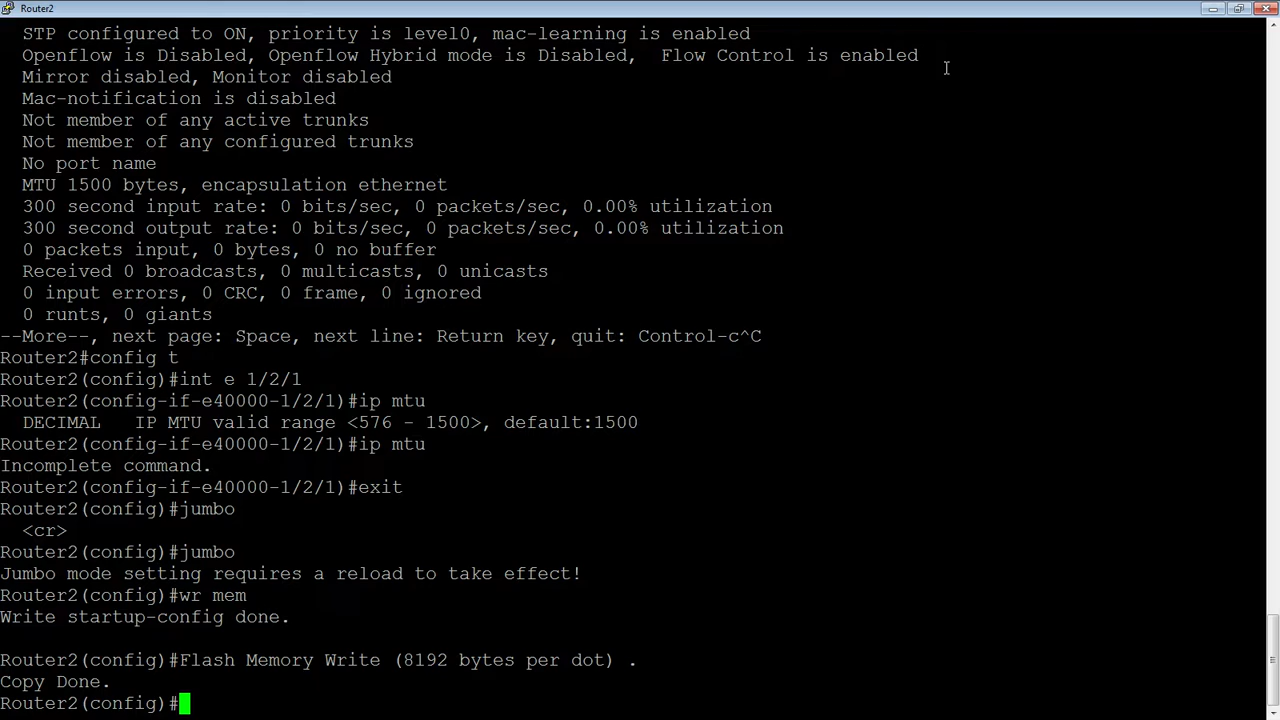 Router2
STP configured to ON, priority is level0, mac-learning is enabled
Openflow is Disabled, Openflow Hybrid mode is Disabled,  Flow Control is enabled
Mirror disabled, Monitor disabled
Mac-notification is disabled
Not member of any active trunks
Not member of any configured trunks
No port name
MTU 1500 bytes, encapsulation ethernet
300 second input rate: 0 bits/sec, 0 packets/sec, 0.00% utilization
300 second output rate: 0 bits/sec, 0 packets/sec, 0.00% utilization
0 packets input, 0 bytes, 0 no buffer
Received 0 broadcasts, 0 multicasts, 0 unicasts
0 input errors, 0 CRC, 0 frame, 0 ignored
0 runts, 0 giants
--More--, next page: Space, next line: Return key, quit: Control-c^C
Router2#config t
Router2(config)#int e 1/2/1
Router2(config-if-e40000-1/2/1)#ip mtu
DECIMAL   IP MTU valid range <576 - 1500>, default:1500
Router2(config-if-e40000-1/2/1)#ip mtu
Incomplete command.
Router2(config-if-e40000-1/2/1)#exit
Router2(config)#jumbo
<cr>
Router2(config)#jumbo
Jumbo mode setting requires a reload to take effect!
Router2(config)#wr mem
Write startup-config done.
Router2(config)#Flash Memory Write (8192 bytes per dot) .
Copy Done.
Router2(config)#